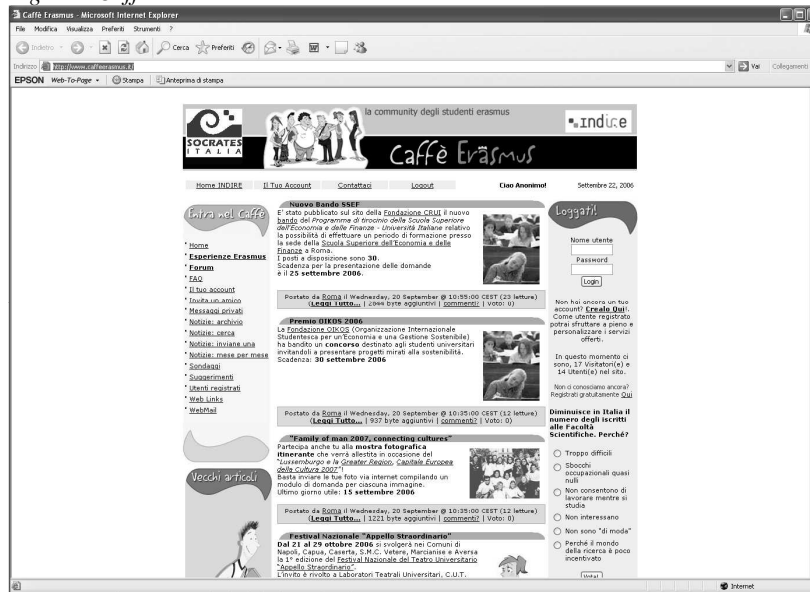 Caffè Erasmus - Microsoft Internet Explorer
File Modifica Visualizza Preferiti Strumenti ?
Indietro Cerca Preferiti
Indirizzo http://www.caffeerasmus.it/ Vai Collegamenti
EPSON Web-To-Page Stampa Anteprima di stampa
SOCRATES
ITALIA
la community degli studenti erasmus
Caffè Erasmus
indire
Home INDIRE Il Tuo Account Contattaci Logout Ciao Anonimo! Settembre 22, 2006
Entra nel Caffè
Home
Esperienze Erasmus
Forum
FAQ
Il tuo account
Invita un amico
Messaggi privati
Notizie: archivio
Notizie: cerca
Notizie: inviane una
Notizie: mese per mese
Sondaggi
Suggerimenti
Utenti registrati
Web Links
WebMail
Vecchi articoli
Nuovo Bando SSEF
E' stato pubblicato sul sito della Fondazione CRUI il nuovo
bando del Programma di tirocinio della Scuola Superiore
dell'Economia e delle Finanze - Università Italiane relativo
la possibilità di effettuare un periodo di formazione presso
la sede della Scuola Superiore dell'Economia e delle
Finanze a Roma.
I posti a disposizione sono 30.
Scadenza per la presentazione delle domande
è il 25 settembre 2006.
Postato da Roma il Wednesday, 20 September @ 10:55:00 CEST (23 letture)
(Leggi Tutto... | 2844 byte aggiuntivi | commenti? | Voto: 0)
Premio OIKOS 2006
La Fondazione OIKOS (Organizzazione Internazionale
Studentesca per un'Economia e una Gestione Sostenibile)
ha bandito un concorso destinato agli studenti universitari
invitandoli a presentare progetti mirati alla sostenibilità.
Scadenza: 30 settembre 2006
Postato da Roma il Wednesday, 20 September @ 10:35:00 CEST (12 letture)
(Leggi Tutto... | 937 byte aggiuntivi | commenti? | Voto: 0)
"Family of man 2007, connecting cultures"
Partecipa anche tu alla mostra fotografica
itinerante che verrà allestita in occasione del
"Lussemburgo e la Greater Region, Capitale Europea
della Cultura 2007"!
Basta inviare le tue foto via internet compilando un
modulo di domanda per ciascuna immagine.
Ultimo giorno utile: 15 settembre 2006
Postato da Roma il Wednesday, 20 September @ 10:35:00 CEST (12 letture)
(Leggi Tutto... | 1221 byte aggiuntivi | commenti? | Voto: 0)
Festival Nazionale "Appello Straordinario"
Dal 21 al 29 ottobre 2006 si svolgerà nei Comuni di
Napoli, Capua, Caserta, S.M.C. Vetere, Marcianise e Aversa
la 1° edizione del Festival Nazionale del Teatro Universitario
"Appello Straordinario".
L'invito è rivolto a Laboratori Teatrali Universitari, C.U.T.
Loggati!
Nome utente
Password
Login
Non hai ancora un tuo
account? Crealo Qui!.
Come utente registrato
potrai sfruttare a pieno e
personalizzare i servizi
offerti.
In questo momento ci
sono, 17 Visitatori(e) e
14 Utenti(e) nel sito.
Non ci conosciamo ancora?
Registrati gratuitamente Qui
Diminuisce in Italia il
numero degli iscritti
alle Facoltà
Scientifiche. Perché?
Troppo difficili
Sbocchi
occupazionali quasi
nulli
Non consentono di
lavorare mentre si
studia
Non interessano
Non sono "di moda"
Perché il mondo
della ricerca è poco
incentivato
Vota!
Internet